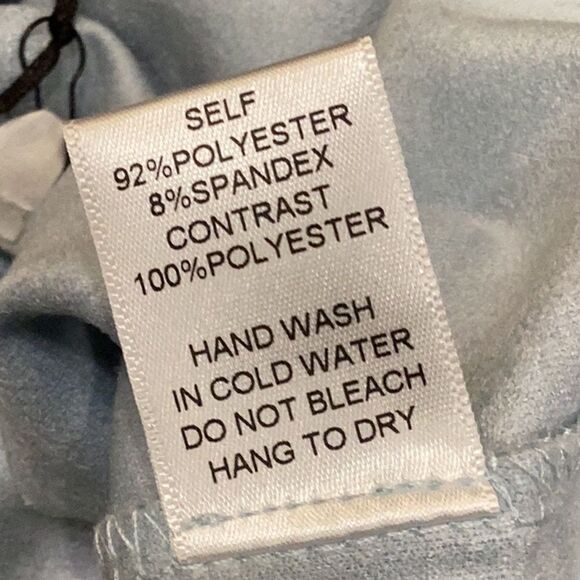 SELF
92%POLYESTER
8%SPANDEX
CONTRAST
100%POLYESTER
HAND WASH
IN COLD WATER
DO NOT BLEACH
HANG TO DRY